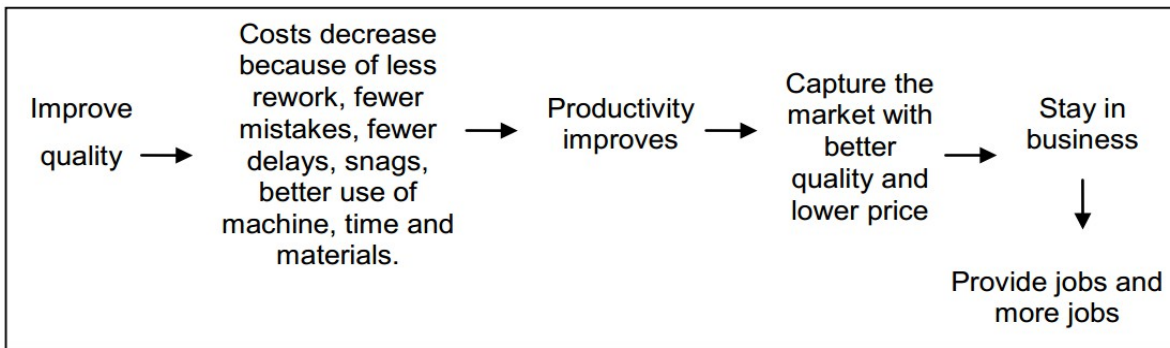 Improve
quality
Costs decrease
because of less
rework, fewer
mistakes, fewer
delays, snags,
better use of
machine, time and
materials.
Productivity
improves
Capture the
market with
better
quality and
lower price
Stay in
business
Provide jobs and
more jobs